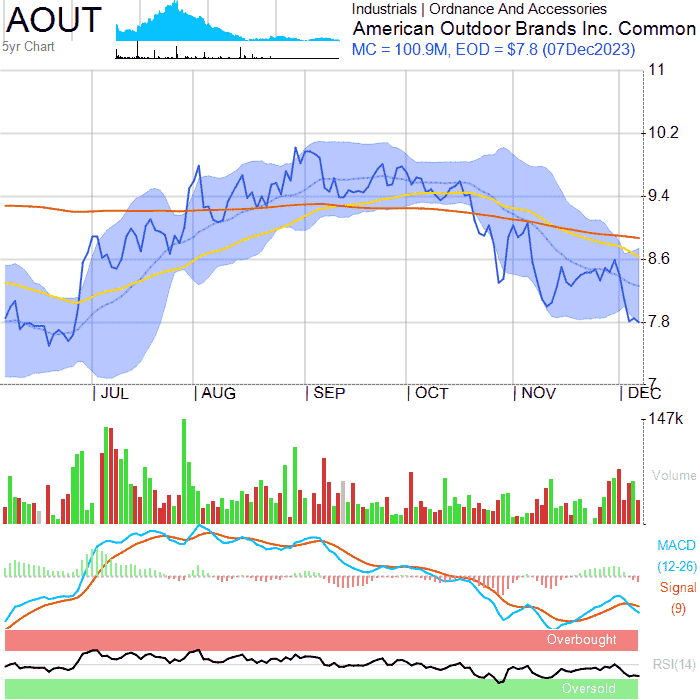 AOUT
5yr Chart
Industrials | Ordnance And Accessories
American Outdoor Brands Inc. Common
MC = 100.9M, EOD = $7.8 (07Dec2023)
11
10.2
9.4
8.6
7.8
7
JUL AUG SEP OCT NOV DEC
147k
Volume
MACD
(12-26)
Signal
(9)
Overbought
RSI(14)
Oversold